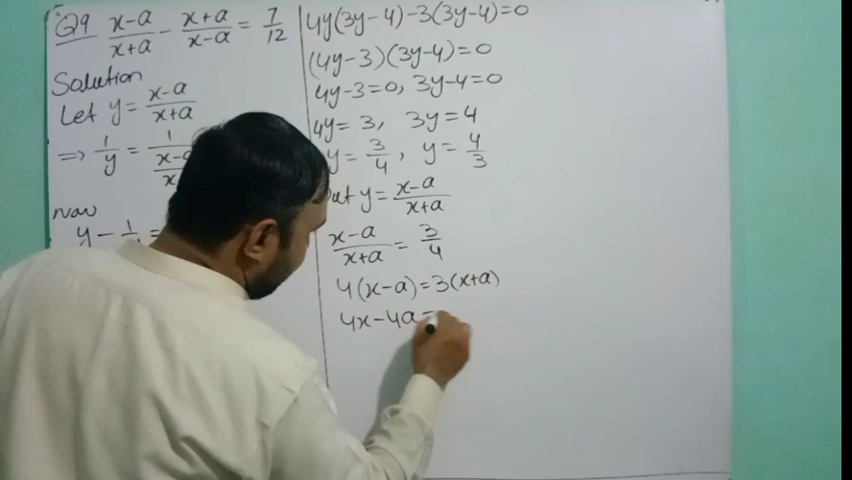 Q9 x-a/x+a - x+a/x-a = 7/12
Solution
Let y = x-a/x+a
⇒ 1/y = 1/
Now
y - 1/
4y(3y-4)-3(3y-4)=0
(4y-3)(3y-4)=0
4y-3=0, 3y-4=0
4y=3, 3y=4
y=3/4, y=4/3
y=x-a/x+a
x-a/x+a = 3/4
4(x-a)=3(x+a)
4x-4a=